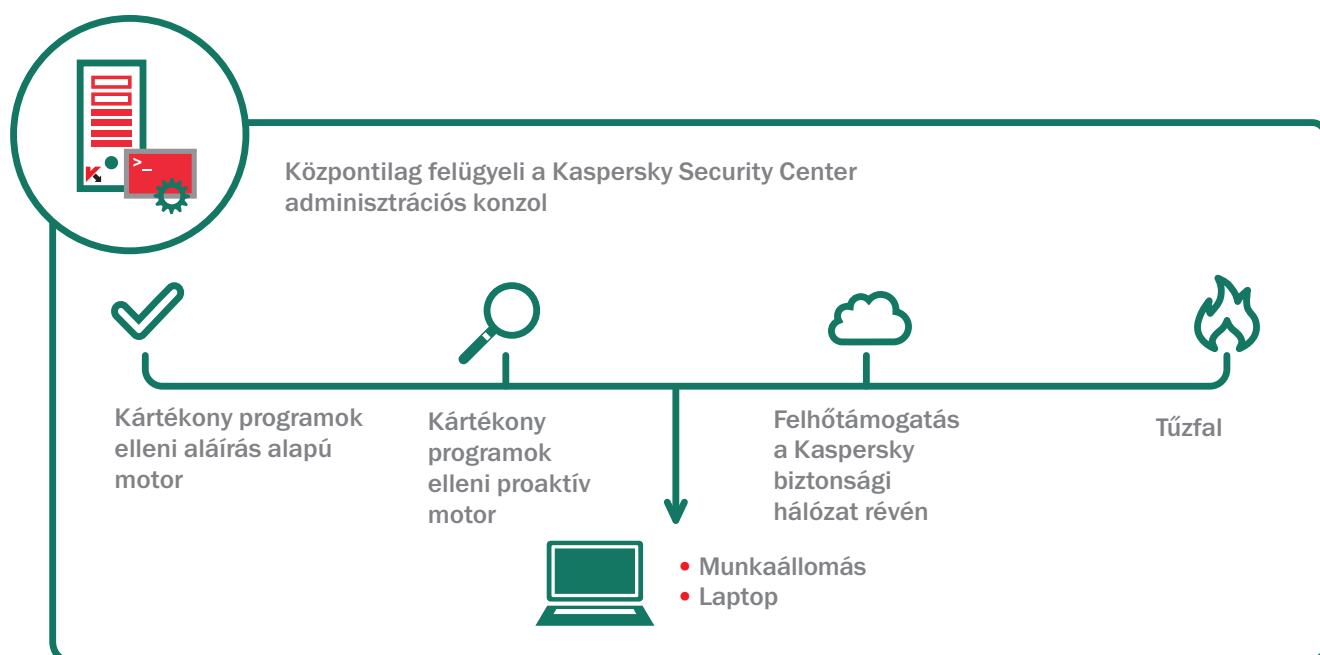 >_
Központilag felügyeli a Kaspersky Security Center
adminisztrációs konzol
Kártékony programok
elleni aláírás alapú
motor
Kártékony
programok
elleni proaktív
motor
Felhőtámogatás
a Kaspersky
biztonsági
hálózat révén
Tűzfal
• Munkaállomás
• Laptop